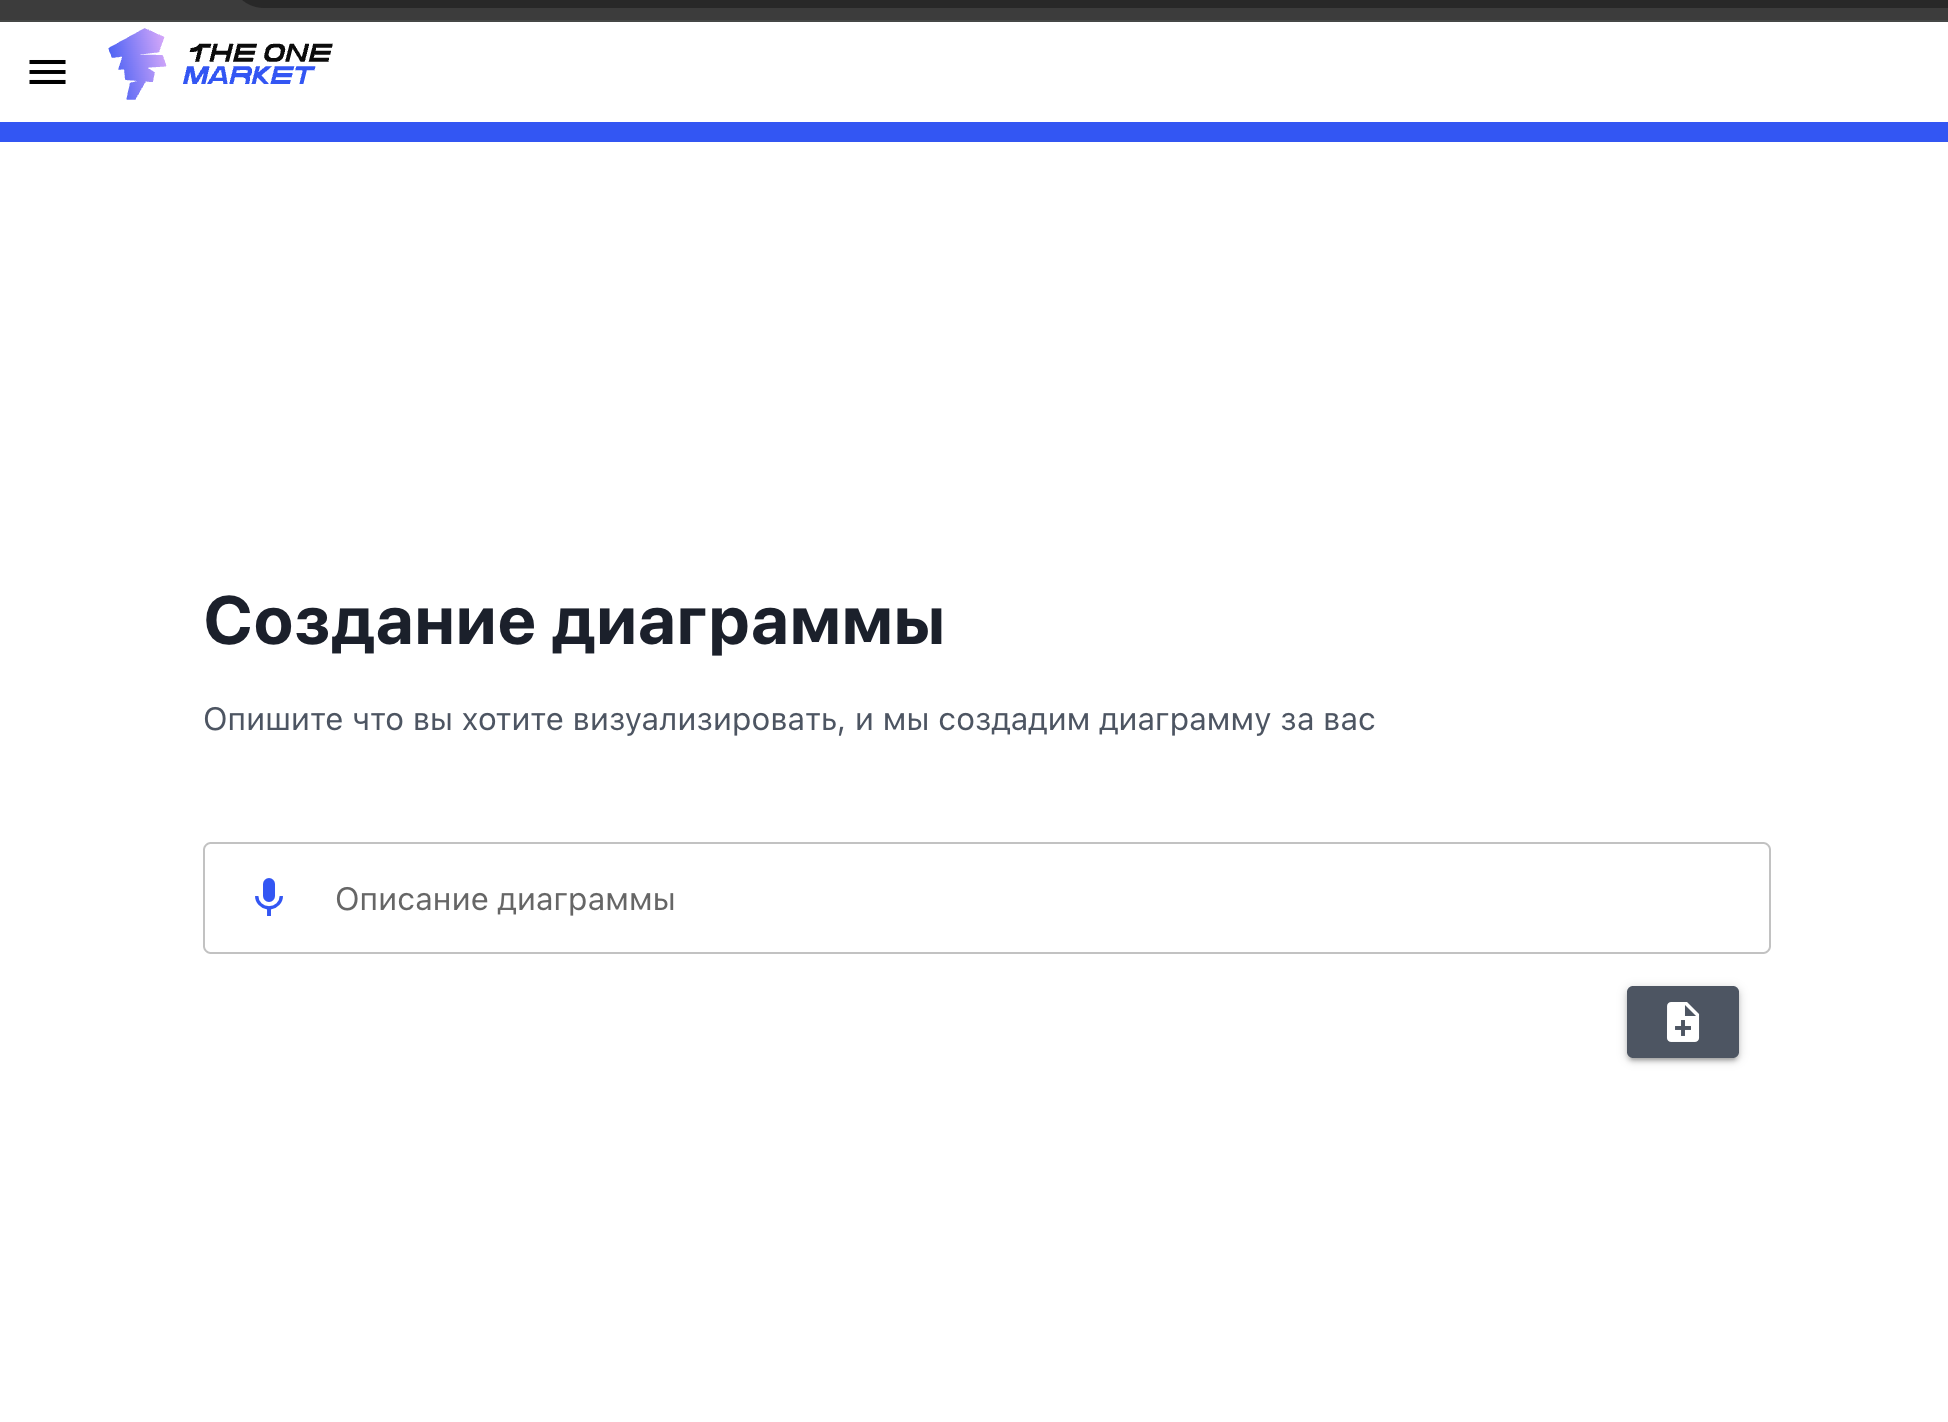 THE ONE
MARKET
Создание диаграммы
Опишите что вы хотите визуализировать, и мы создадим диаграмму за вас
Описание диаграммы